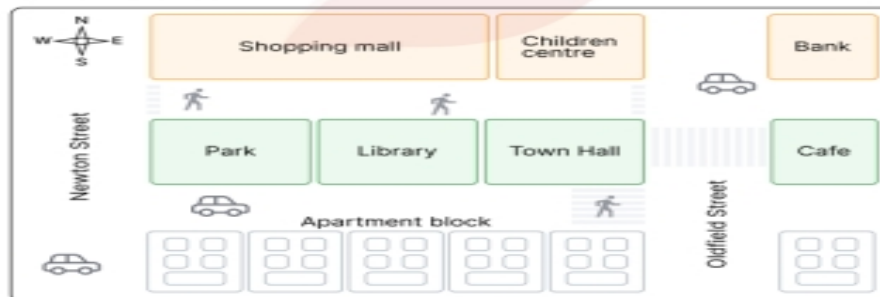 N
W E
S
Shopping mall
Children
centre
Bank
Newton Street
Park
Library
Town Hall
Cafe
Apartment block
Oldfield Street